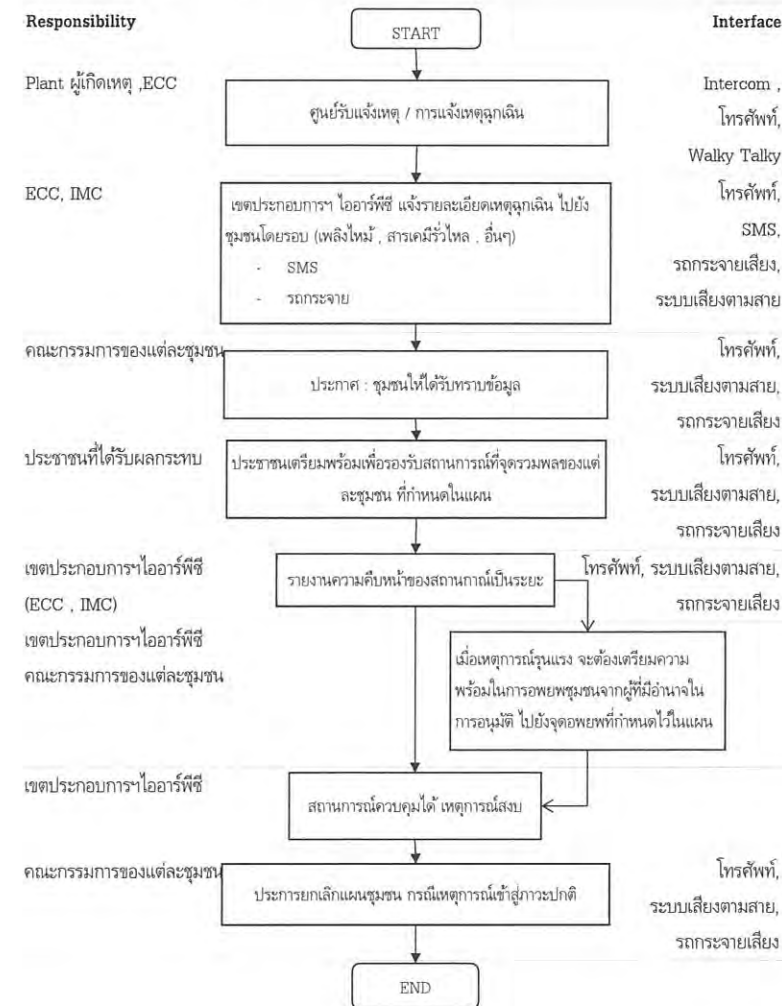 Responsibility
START
Interface
Plant ผู้เกิดเหตุ ,ECC
ศูนย์รับแจ้งเหตุ / การแจ้งเหตุฉุกเฉิน
Intercom ,
โทรศัพท์,
Walky Talky
ECC, IMC
เขตประกอบการฯ ไออาร์พีซี แจ้งรายละเอียดเหตุฉุกเฉิน ไปยัง
ชุมชนโดยรอบ (เพลิงไหม้ , สารเคมีรั่วไหล , อื่นๆ)
- SMS
- รถกระจาย
โทรศัพท์,
SMS,
รถกระจายเสียง,
ระบบเสียงตามสาย
คณะกรรมการของแต่ละชุมชน
ประกาศ : ชุมชนให้ได้รับทราบข้อมูล
โทรศัพท์,
ระบบเสียงตามสาย,
รถกระจายเสียง
ประชาชนที่ได้รับผลกระทบ
ประชาชนเตรียมพร้อมเพื่อรองรับสถานการณ์ที่จุดรวมพลของแต่
ละชุมชน ที่กำหนดในแผน
โทรศัพท์,
ระบบเสียงตามสาย,
รถกระจายเสียง
เขตประกอบการฯไออาร์พีซี
(ECC , IMC)
เขตประกอบการฯไออาร์พีซี
คณะกรรมการของแต่ละชุมชน
รายงานความคืบหน้าของสถานกาณ์เป็นระยะ
โทรศัพท์, ระบบเสียงตามสาย,
รถกระจายเสียง
เมื่อเหตุการณ์รุนแรง จะต้องเตรียมความ
พร้อมในการอพยพชุมชนจากผู้ที่มีอำนาจใน
การอนุมัติ ไปยังจุดอพยพที่กำหนดไว้ในแผน
เขตประกอบการฯไออาร์พีซี
สถานการณ์ควบคุมได้ เหตุการณ์สงบ
คณะกรรมการของแต่ละชุมชน
ประการยกเลิกแผนชุมชน กรณีเหตุการณ์เข้าสู่ภาวะปกติ
โทรศัพท์,
ระบบเสียงตามสาย,
รถกระจายเสียง
END